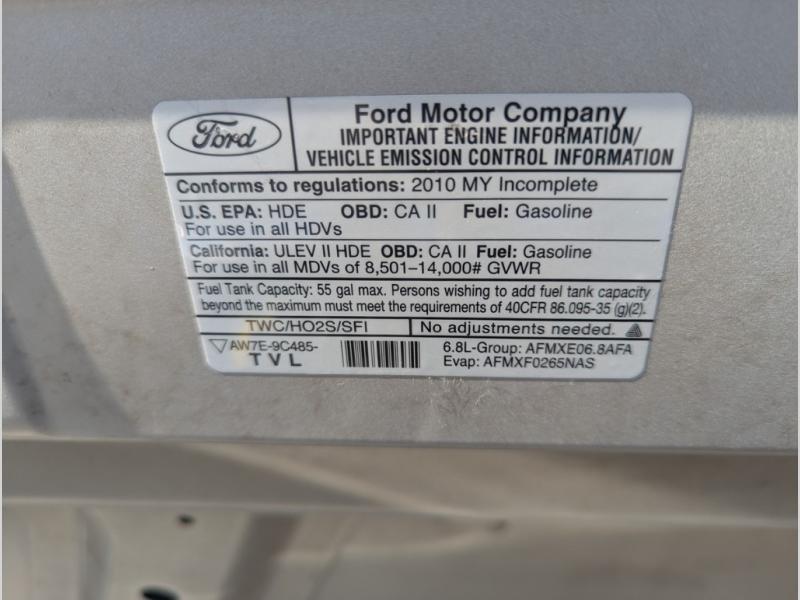 Ford
Ford Motor Company
IMPORTANT ENGINE INFORMATION/
VEHICLE EMISSION CONTROL INFORMATION
Conforms to regulations: 2010 MY Incomplete
U.S. EPA: HDE OBD: CA II Fuel: Gasoline
For use in all HDVs
California: ULEV II HDE OBD: CA II Fuel: Gasoline
For use in all MDVs of 8,501–14,000# GVWR
Fuel Tank Capacity: 55 gal max. Persons wishing to add fuel tank capacity
beyond the maximum must meet the requirements of 40CFR 86.095-35 (g)(2).
TWC/HO2S/SFI No adjustments needed.
AW7E-9C485- 6.8L-Group: AFMXE06.8AFA
TVL Evap: AFMXF0265NAS